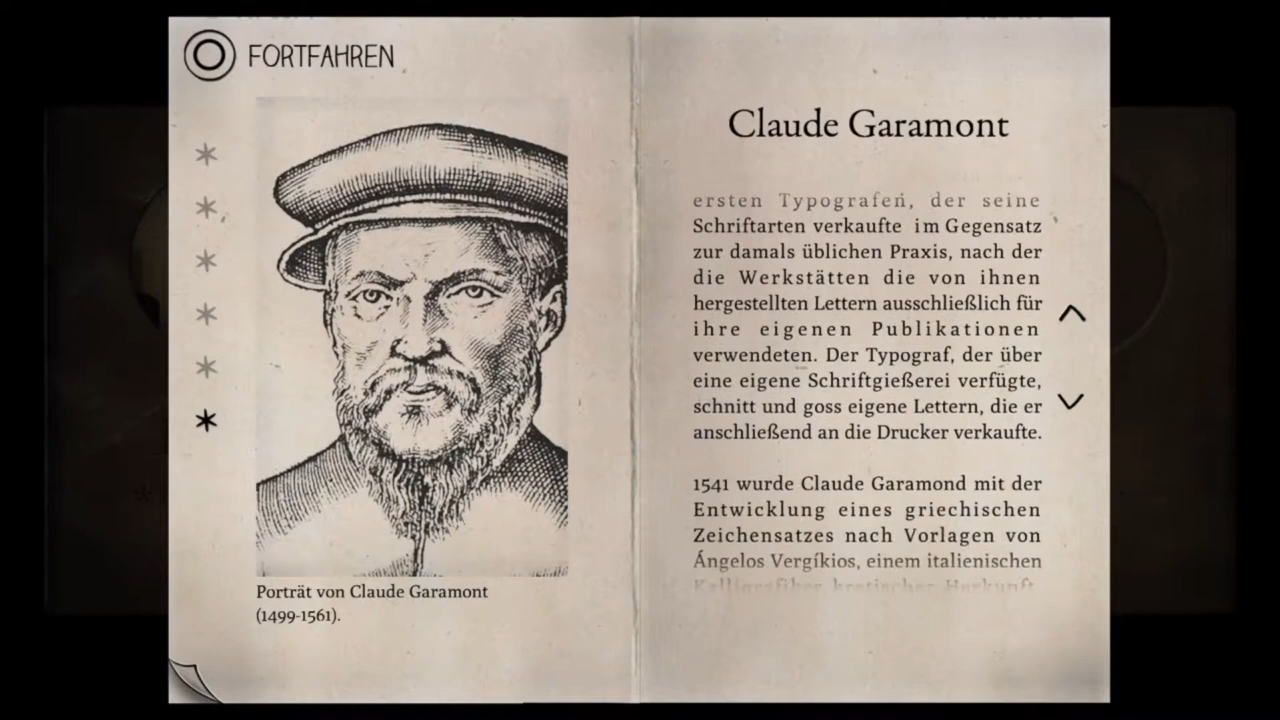 FORTFAHREN
Porträt von Claude Garamont
(1499-1561).
Claude Garamont
ersten Typografen, der seine
Schriftarten verkaufte im Gegensatz
zur damals üblichen Praxis, nach der
die Werkstätten die von ihnen
hergestellten Lettern ausschließlich für
ihre eigenen Publikationen
verwendeten. Der Typograf, der über
eine eigene Schriftgießerei verfügte,
schnitt und goss eigene Lettern, die er
anschließend an die Drucker verkaufte.
1541 wurde Claude Garamond mit der
Entwicklung eines griechischen
Zeichensatzes nach Vorlagen von
Ángelos Vergíkios, einem italienischen
Kalligrafiker kretischer Herkunft,